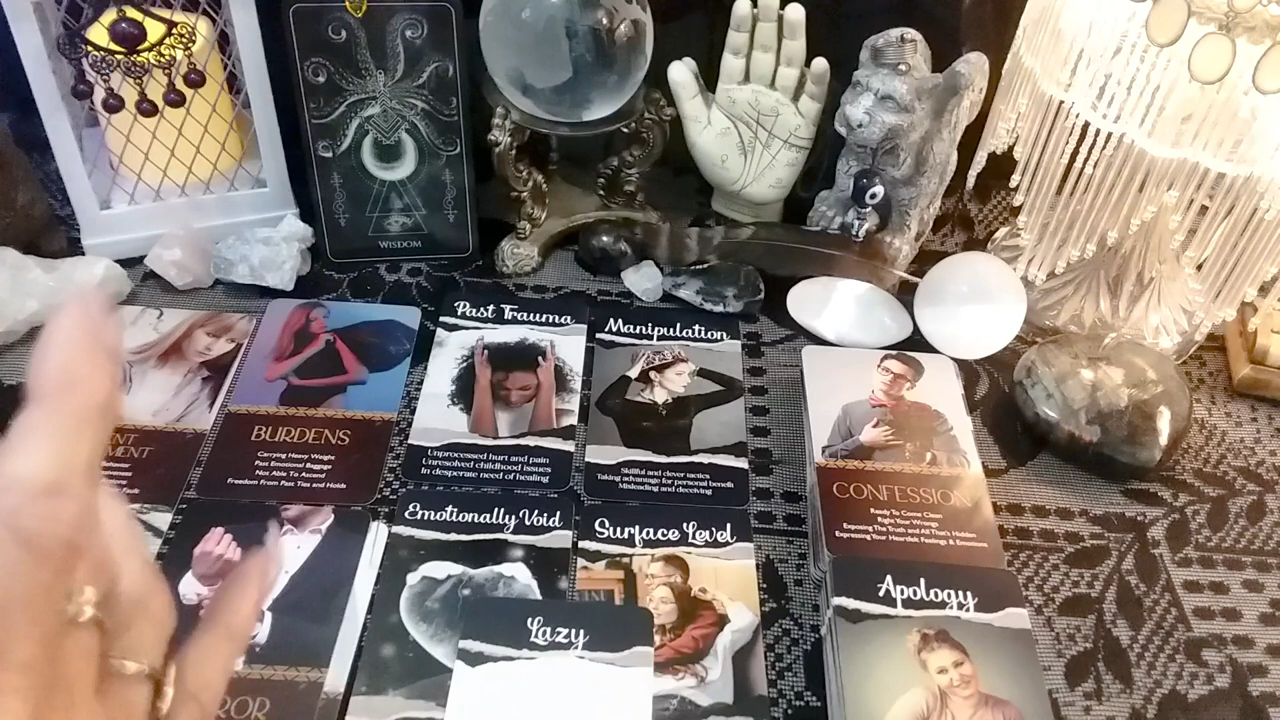 WISDOM
BURDENS
Carrying Heavy Weight
Past Emotional Baggage
Not Able To Ascend
Freedom From Past Ties and Holds
Past Trauma
Unprocessed hurt and pain
Unresolved childhood issues
In desperate need of healing
Manipulation
Skillful and clever tactics
Taking advantage for personal benefit
Misleading and deceiving
CONFESSION
Ready To Come Clean
Right Your Wrongs
Exposing The Truth and All That's Hidden
Expressing Your Heartfelt Feelings & Emotions
Emotionally Void
Surface Level
Lazy
Apology